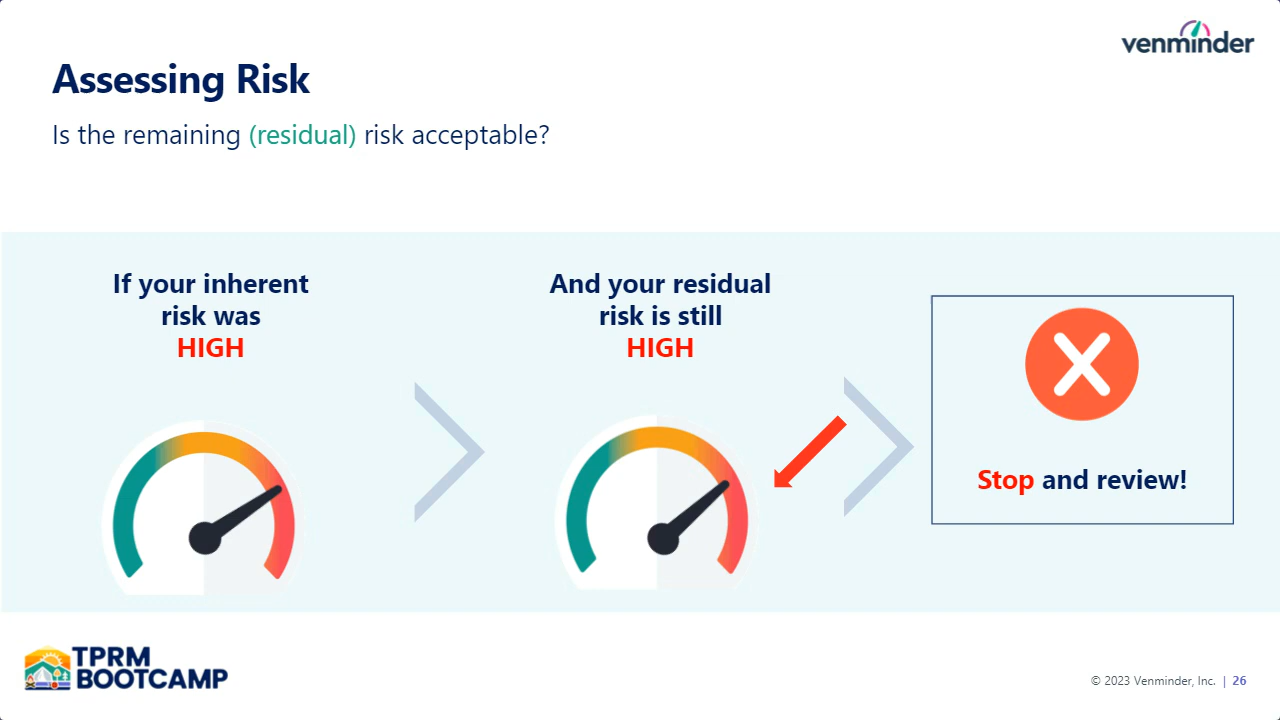 venminder
Assessing Risk
Is the remaining (residual) risk acceptable?
If your inherent
risk was
HIGH
And your residual
risk is still
HIGH
Stop and review!
TPRM
BOOTCAMP
© 2023 Venminder, Inc. | 26